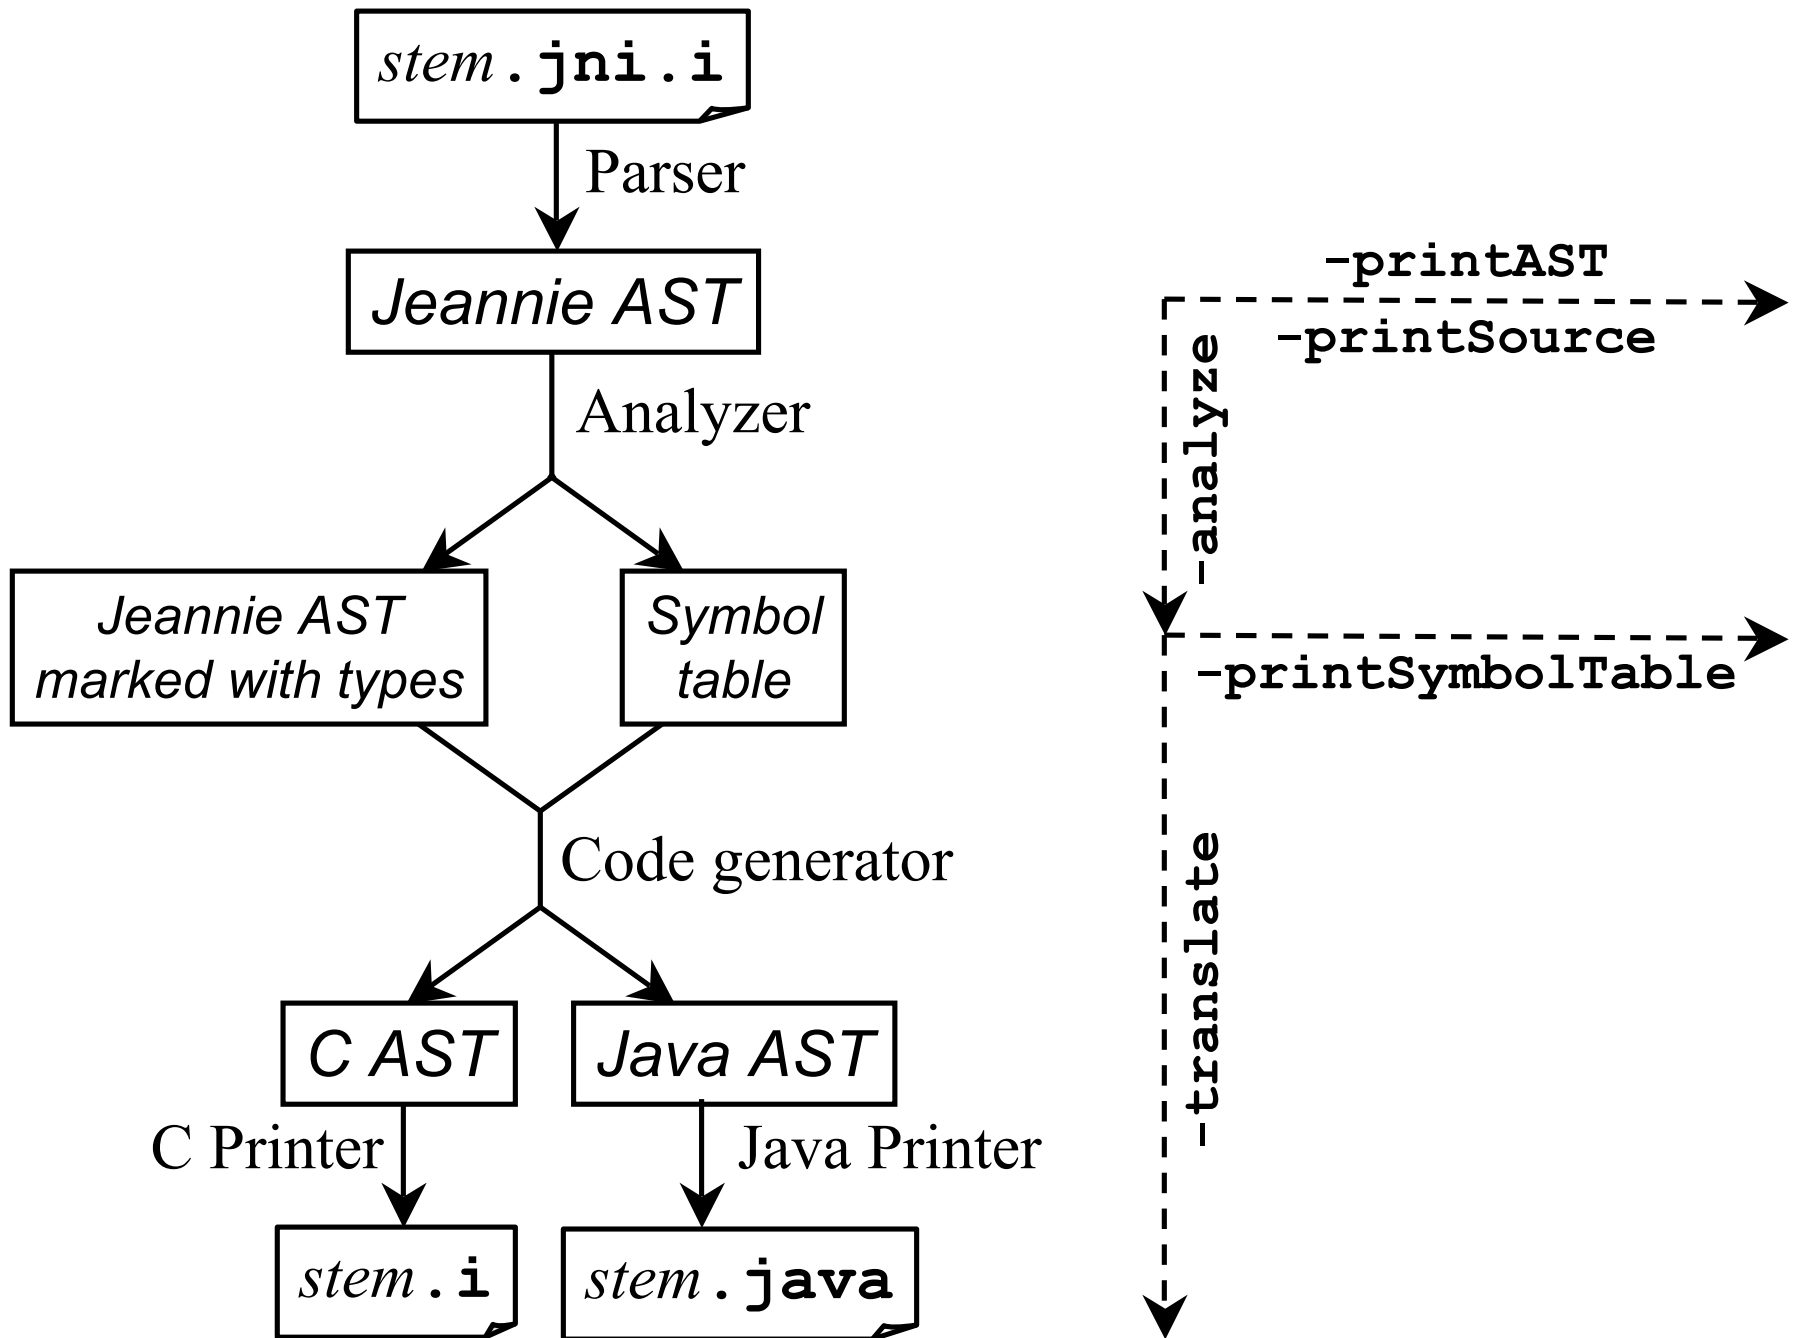 stem.jni.i
Parser
Jeannie AST
Analyzer
Jeannie AST
marked with types
Symbol
table
Code generator
C AST
Java AST
C Printer
Java Printer
stem.i
stem.java
-printAST
-printSource
-analyze
-printSymbolTable
-translate